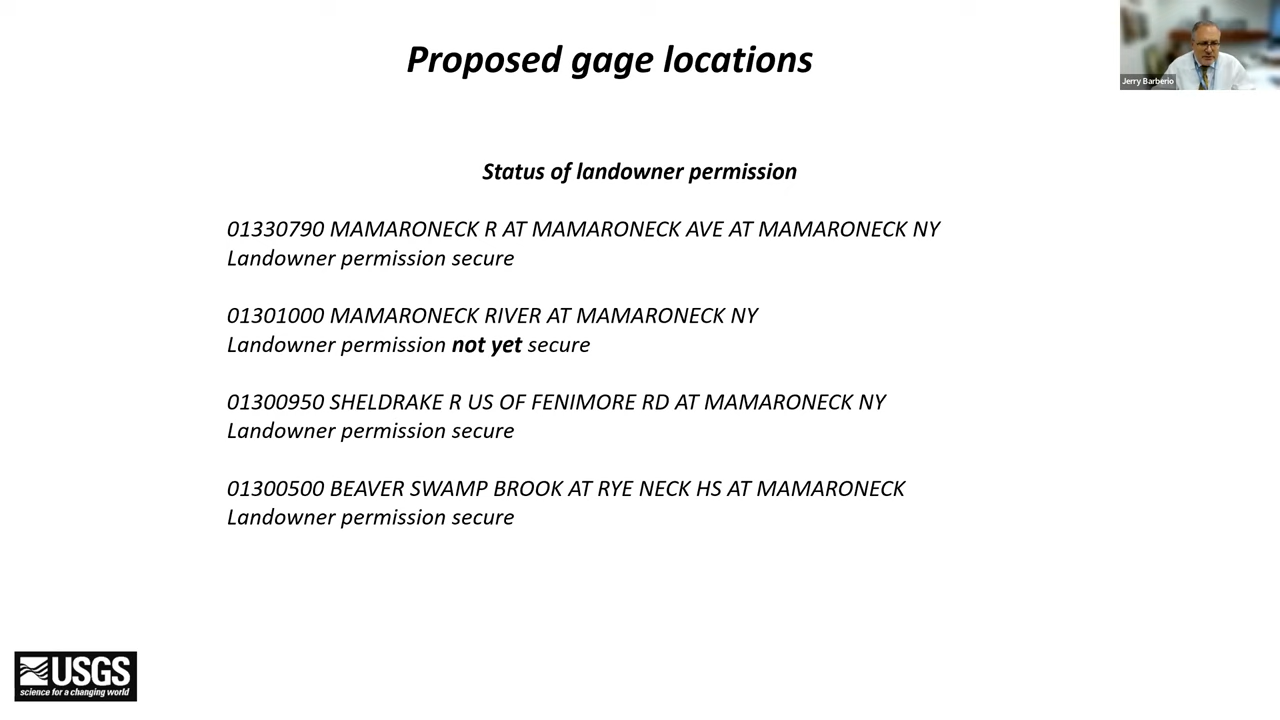 Proposed gage locations
Jerry Barberio
Status of landowner permission
01330790 MAMARONECK R AT MAMARONECK AVE AT MAMARONECK NY
Landowner permission secure
01301000 MAMARONECK RIVER AT MAMARONECK NY
Landowner permission not yet secure
01300950 SHELDRAKE R US OF FENIMORE RD AT MAMARONECK NY
Landowner permission secure
01300500 BEAVER SWAMP BROOK AT RYE NECK HS AT MAMARONECK
Landowner permission secure
USGS
science for a changing world